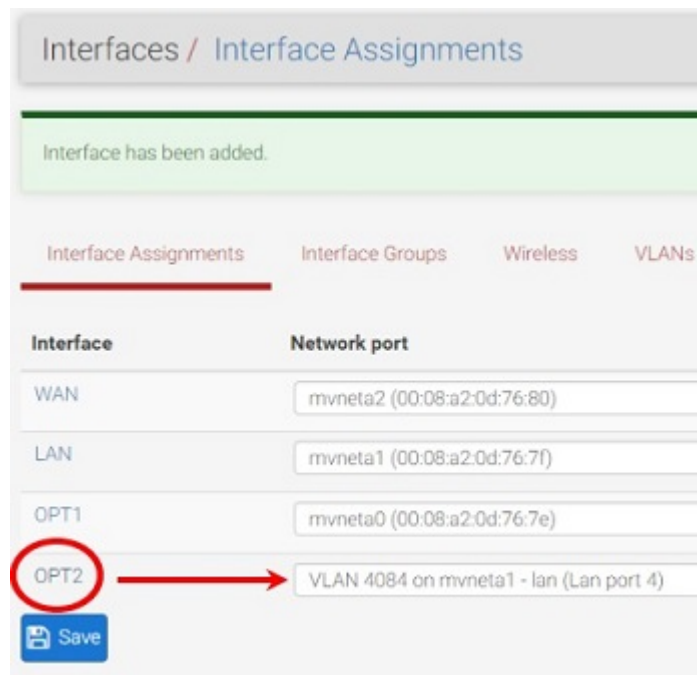 Interfaces / Interface Assignments
Interface has been added.
Interface Assignments Interface Groups Wireless VLANs
Interface Network port
WAN mvneta2 (00:08:a2:0d:76:80)
LAN mvneta1 (00:08:a2:0d:76:7f)
OPT1 mvneta0 (00:08:a2:0d:76:7e)
OPT2 VLAN 4084 on mvneta1 - lan (Lan port 4)
Save